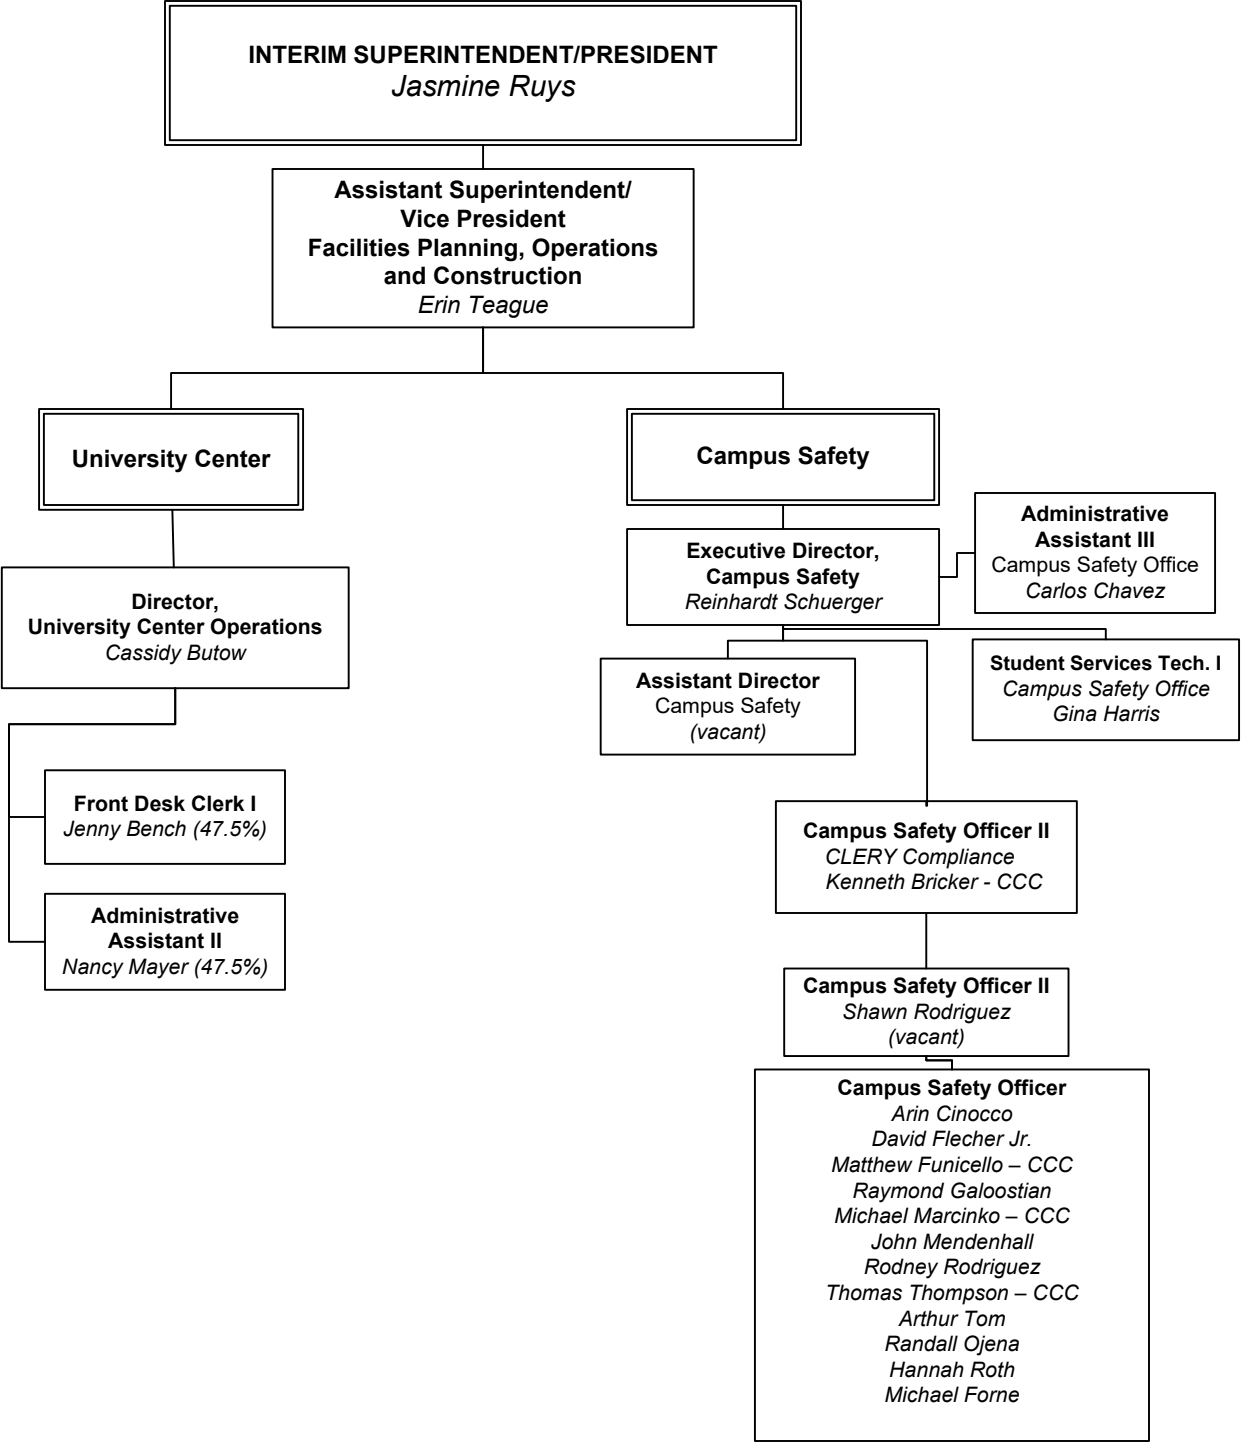 INTERIM SUPERINTENDENT/PRESIDENT
Jasmine Ruys
Assistant Superintendent/
Vice President
Facilities Planning, Operations
and Construction
Erin Teague
University Center
Director,
University Center Operations
Cassidy Butow
Front Desk Clerk I
Jenny Bench (47.5%)
Administrative
Assistant II
Nancy Mayer (47.5%)
Campus Safety
Executive Director,
Campus Safety
Reinhardt Schuerger
Administrative
Assistant III
Campus Safety Office
Carlos Chavez
Assistant Director
Campus Safety
(vacant)
Student Services Tech. I
Campus Safety Office
Gina Harris
Campus Safety Officer II
CLERY Compliance
Kenneth Bricker - CCC
Campus Safety Officer II
Shawn Rodriguez
(vacant)
Campus Safety Officer
Arin Cinocco
David Flecher Jr.
Matthew Funicello – CCC
Raymond Galoostian
Michael Marcinko – CCC
John Mendenhall
Rodney Rodriguez
Thomas Thompson – CCC
Arthur Tom
Randall Ojena
Hannah Roth
Michael Forne